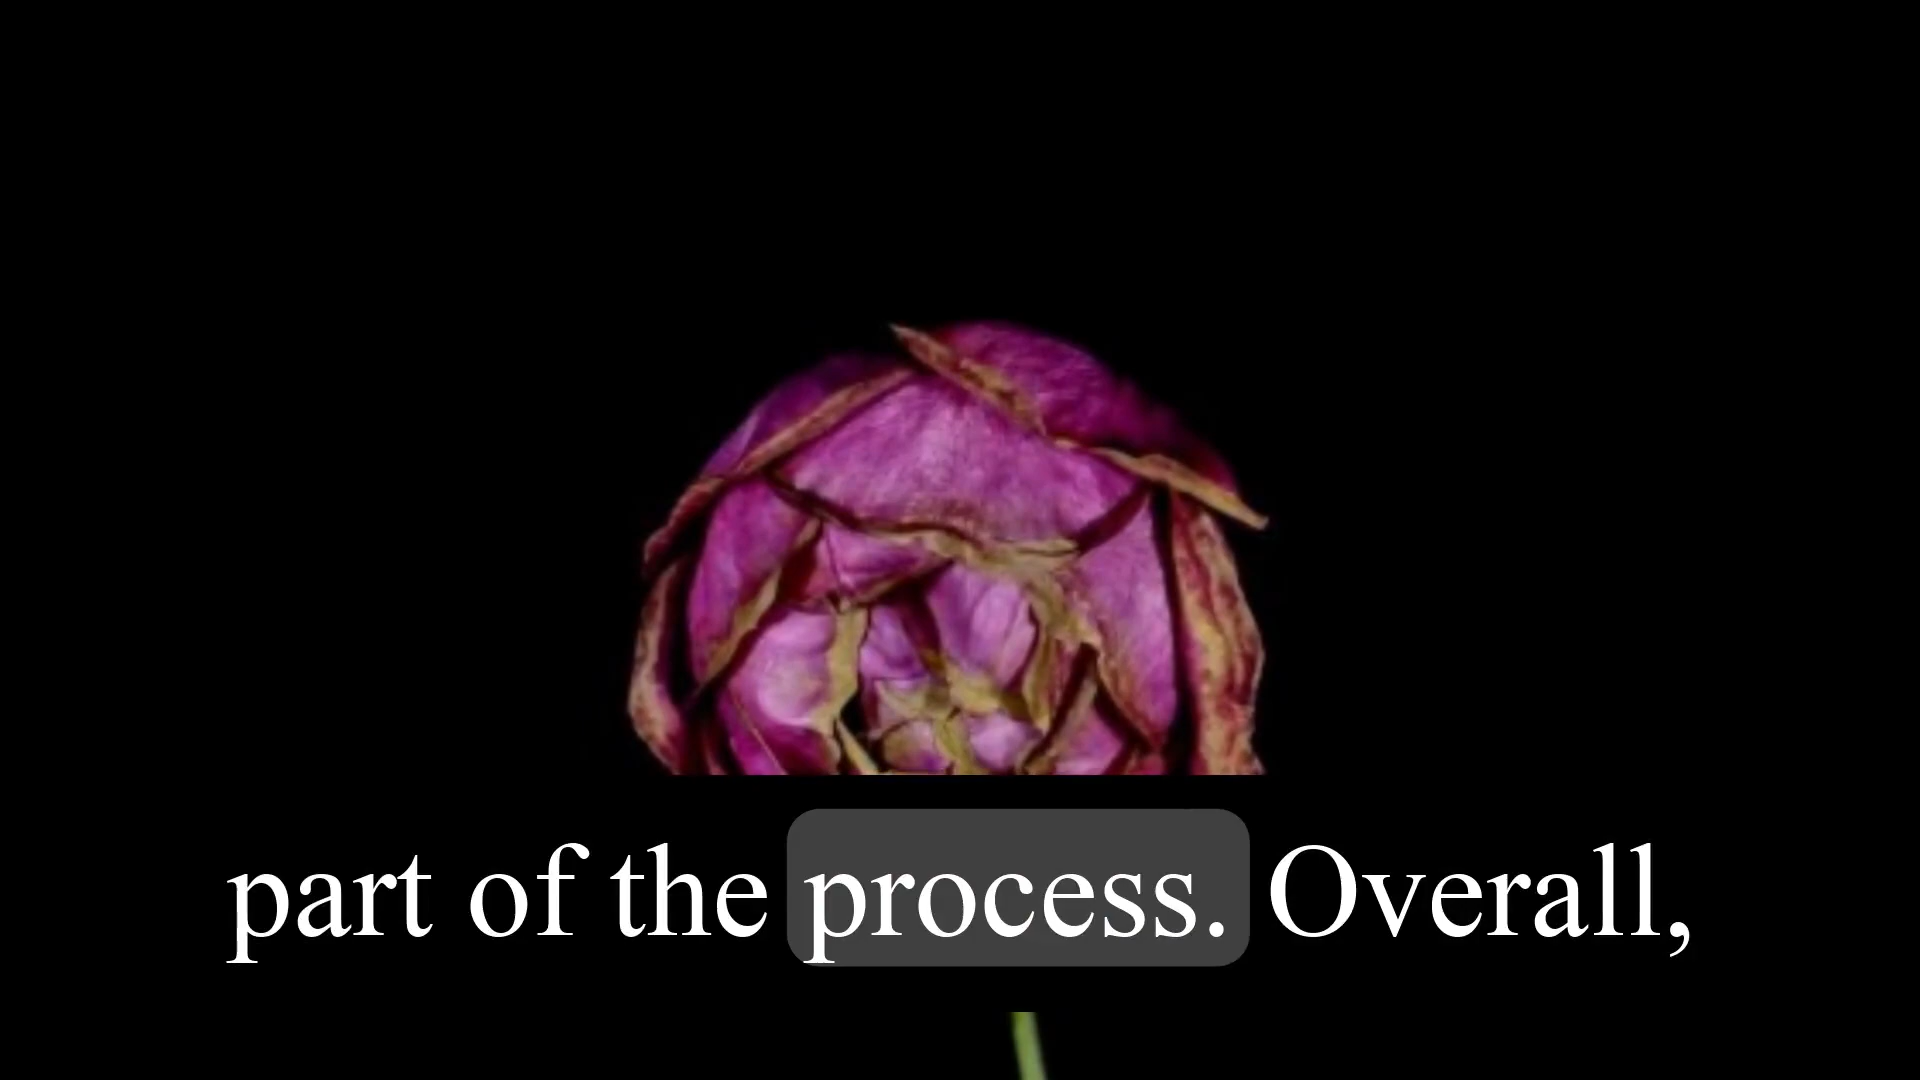 part of the process. Overall,